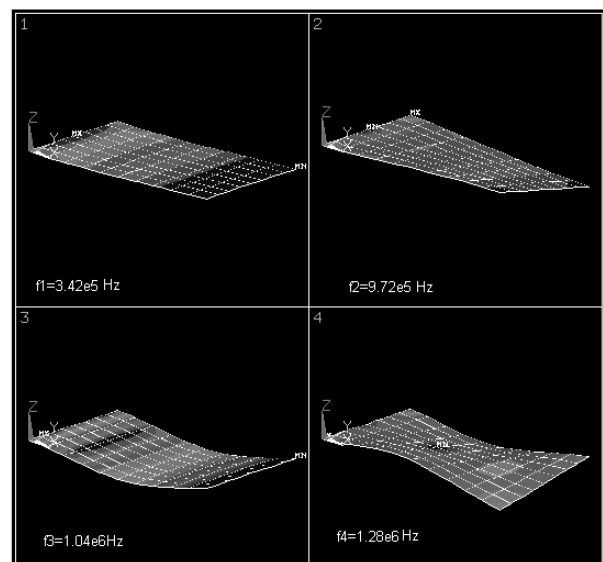 1
Z
Y
X
MX
MN
f1=3.42e5 Hz
2
Z
Y
X
MX
MN
f2=9.72e5 Hz
3
Z
Y
X
MX
MN
f3=1.04e6Hz
4
Z
Y
X
MN
f4=1.28e6 Hz